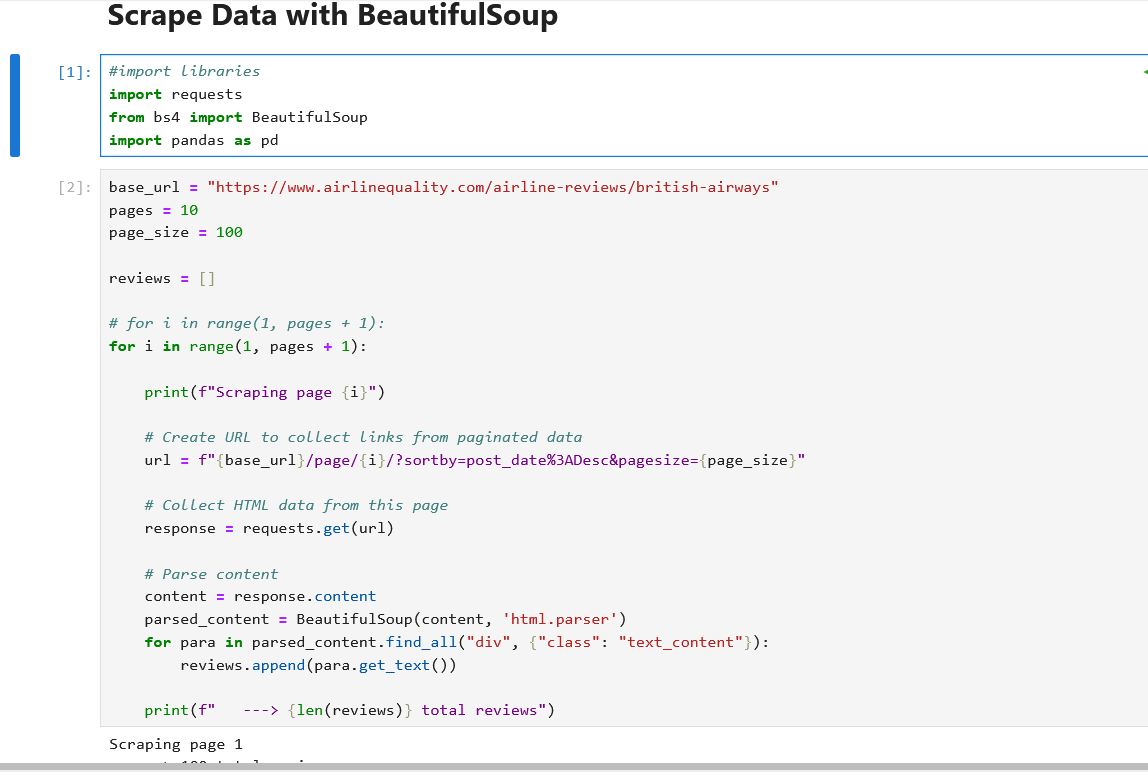 Scrape Data with BeautifulSoup
[1]:
#import libraries
import requests
from bs4 import BeautifulSoup
import pandas as pd
[2]:
base_url = "https://www.airlinequality.com/airline-reviews/british-airways"
pages = 10
page_size = 100
reviews = []
# for i in range(1, pages + 1):
for i in range(1, pages + 1):
    print(f"Scraping page {i}")
    # Create URL to collect links from paginated data
    url = f"{base_url}/page/{i}/?sortby=post_date%3ADesc&pagesize={page_size}"
    # Collect HTML data from this page
    response = requests.get(url)
    # Parse content
    content = response.content
    parsed_content = BeautifulSoup(content, 'html.parser')
    for para in parsed_content.find_all("div", {"class": "text_content"}):
        reviews.append(para.get_text())
    print(f"   ---> {len(reviews)} total reviews")
Scraping page 1